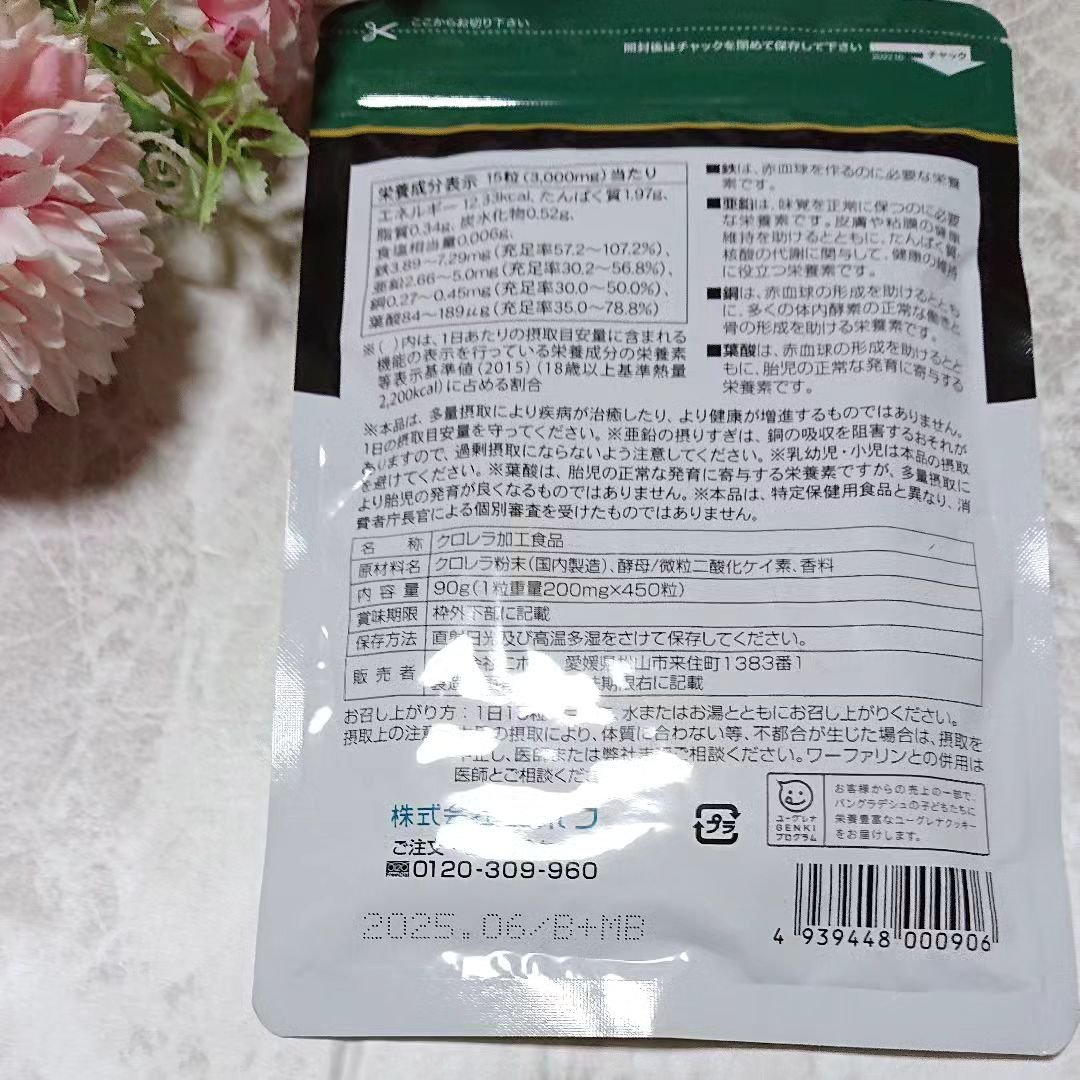 ここからお切り下さい
開封後はチャックを閉めて保存して下さい
チャック
栄養成分表示 15粒(3,000mg)当たり
エネルギー 12.33kcal、たんぱく質1.97g、
脂質0.34g、炭水化物0.52g、
食塩相当量0.006g、
鉄3.89～7.29mg(充足率57.2～107.2%)、
亜鉛2.66～5.0mg(充足率30.2～56.8%)、
銅0.27～0.45mg(充足率30.0～50.0%)、
葉酸84～189μg(充足率35.0～78.8%)
※( )内は、1日あたりの摂取目安量に含まれる
機能の表示を行っている栄養成分の栄養素
等表示基準値(2015)(18歳以上基準熱量
2,200kcal)に占める割合
■鉄は、赤血球を作るのに必要な栄養
素です。
■亜鉛は、味覚を正常に保つのに必要
な栄養素です。皮膚や粘膜の健康
維持を助けるとともに、たんぱく質・
核酸の代謝に関与して、健康の維持
に役立つ栄養素です。
■銅は、赤血球の形成を助けるととも
に、多くの体内酵素の正常な働きと
骨の形成を助ける栄養素です。
■葉酸は、赤血球の形成を助けるとと
もに、胎児の正常な発育に寄与する
栄養素です。
※本品は、多量摂取により疾病が治癒したり、より健康が増進するものではありません。
1日の摂取目安量を守ってください。※亜鉛の摂りすぎは、銅の吸収を阻害するおそれが
ありますので、過剰摂取にならないよう注意してください。※乳幼児・小児は本品の摂取
を避けてください。※葉酸は、胎児の正常な発育に寄与する栄養素ですが、多量摂取に
より胎児の発育が良くなるものではありません。※本品は、特定保健用食品と異なり、消
費者庁長官による個別審査を受けたものではありません。
名称 クロレラ加工食品
原材料名 クロレラ粉末(国内製造)、酵母/微粒二酸化ケイ素、香料
内容量 90g(1粒重量200mg×450粒)
賞味期限 枠外下部に記載
保存方法 直射日光及び高温多湿をさけて保存してください。
販売者 愛媛県松山市来住町1383番1
製造 期限右に記載
お召し上がり方:1日1 水またはお湯とともにお召し上がりください。
摂取上の注意 の摂取により、体質に合わない等、不都合が生じた場合は、摂取を
中止し、医師または弊社までご相談ください。ワーファリンとの併用は
医師とご相談くだ
株式会
ご注文
0120-309-960
プラ
ユーグレナ
GENKI
プログラム
お客様からの売上の一部で、
バングラデシュの子どもたちに
栄養豊富なユーグレナクッキー
をお届けします。
2025.06/B+MB
4 939448 000906